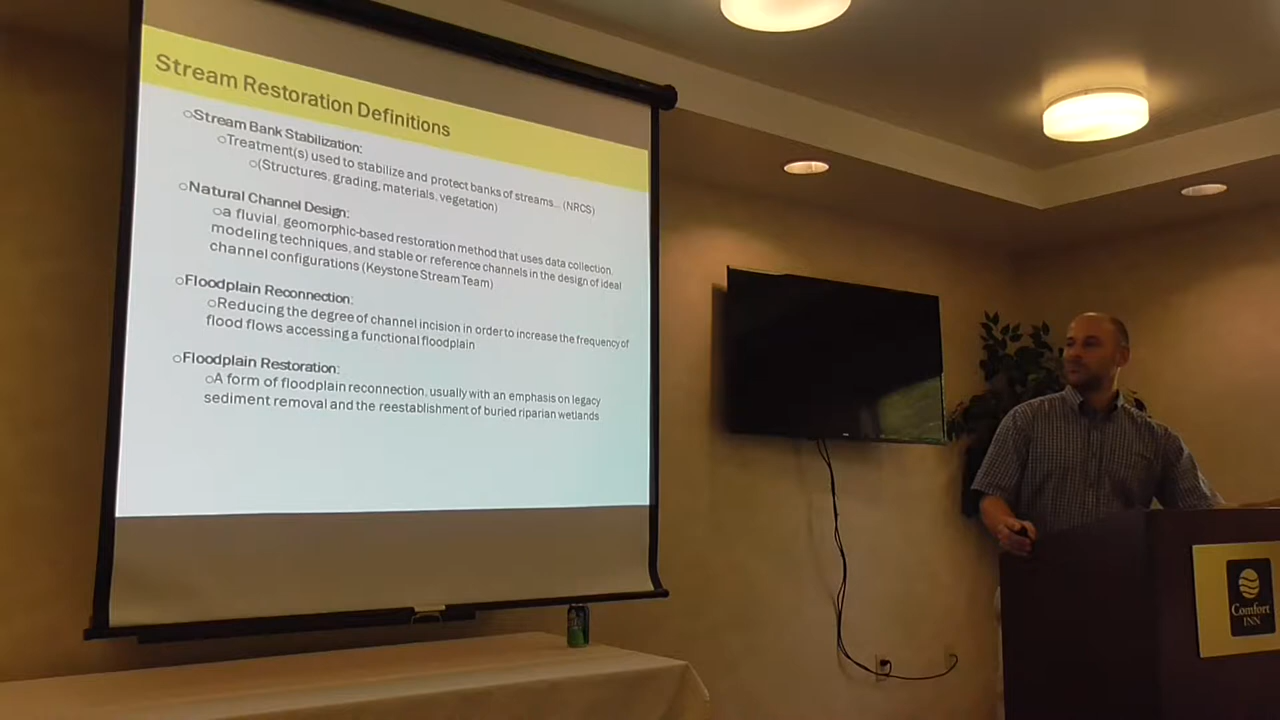 Stream Restoration Definitions
○Stream Bank Stabilization:
○Treatment(s) used to stabilize and protect banks of streams... (NRCS)
○(Structures, grading, materials, vegetation)
○Natural Channel Design:
○a fluvial, geomorphic-based restoration method that uses data collection,
modeling techniques, and stable or reference channels in the design of ideal
channel configurations (Keystone Stream Team)
○Floodplain Reconnection:
○Reducing the degree of channel incision in order to increase the frequency of
flood flows accessing a functional floodplain
○Floodplain Restoration:
○A form of floodplain reconnection, usually with an emphasis on legacy
sediment removal and the reestablishment of buried riparian wetlands
Comfort
INN